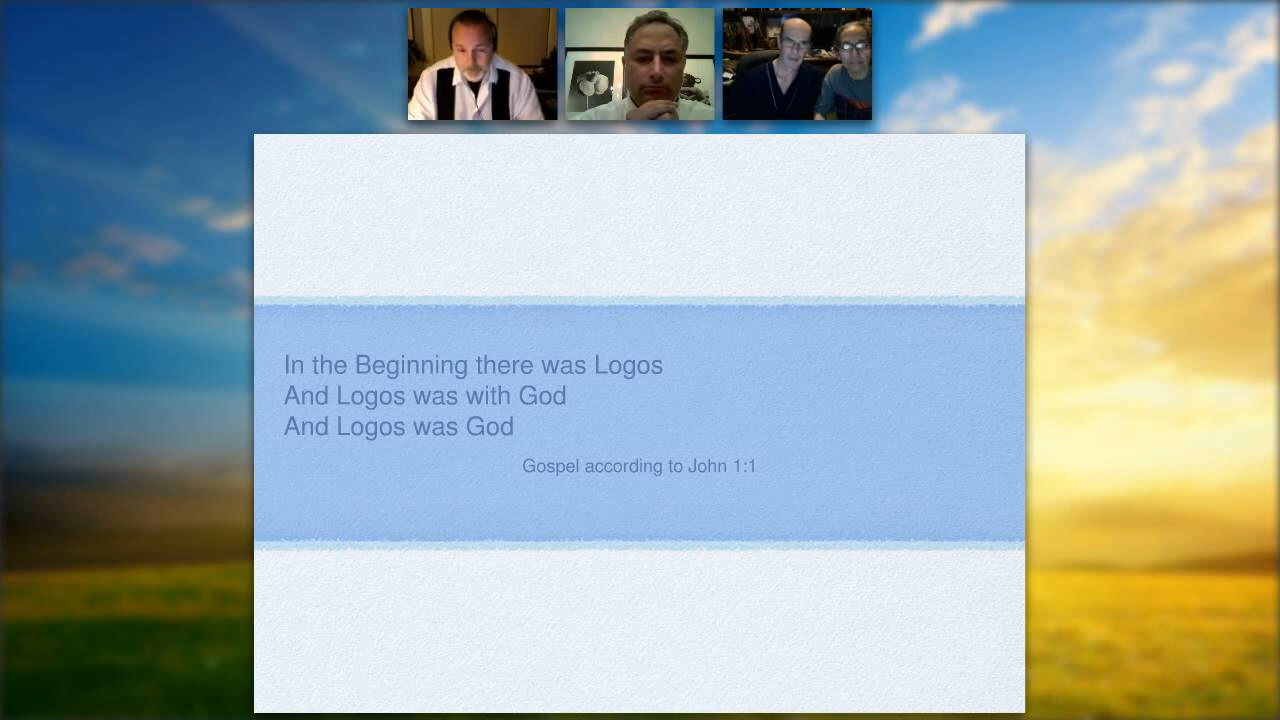 In the Beginning there was Logos
And Logos was with God
And Logos was God
Gospel according to John 1:1